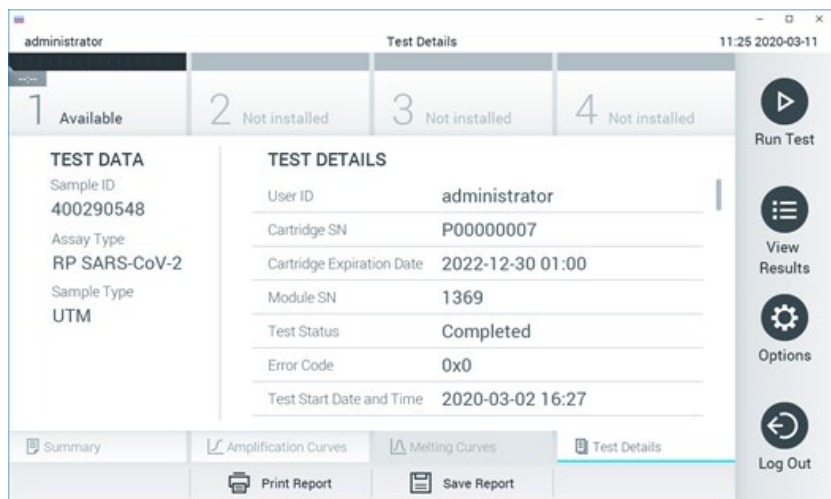 administrator
Test Details
11:25 2020-03-11
--:--
1 Available
2 Not installed
3 Not installed
4 Not installed
TEST DATA
Sample ID
400290548
Assay Type
RP SARS-CoV-2
Sample Type
UTM
TEST DETAILS
User ID administrator
Cartridge SN P00000007
Cartridge Expiration Date 2022-12-30 01:00
Module SN 1369
Test Status Completed
Error Code 0x0
Test Start Date and Time 2020-03-02 16:27
Run Test
View
Results
Options
Log Out
Summary
Amplification Curves
Melting Curves
Test Details
Print Report
Save Report